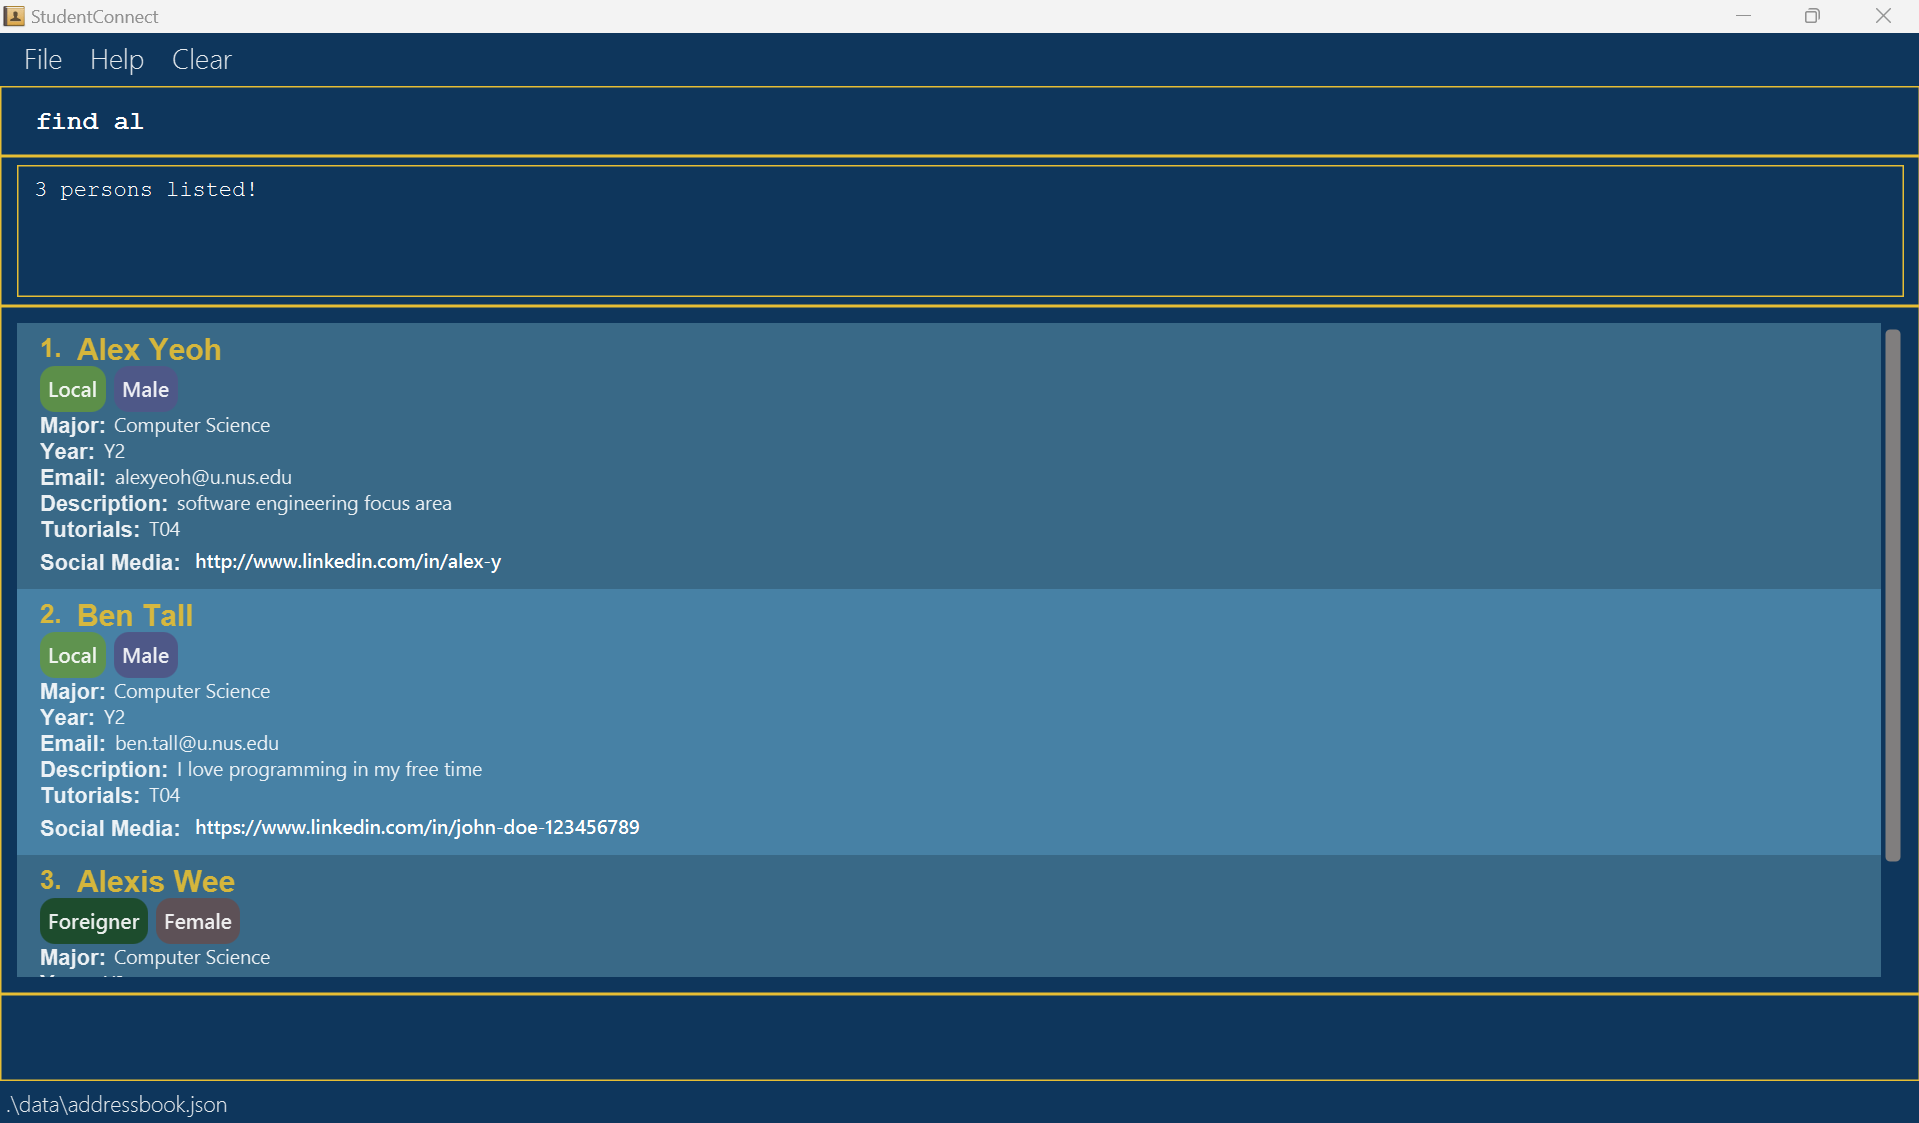 StudentConnect
File Help Clear
find al
3 persons listed!
1. Alex Yeoh
Local Male
Major: Computer Science
Year: Y2
Email: alexyeoh@u.nus.edu
Description: software engineering focus area
Tutorials: T04
Social Media: http://www.linkedin.com/in/alex-y
2. Ben Tall
Local Male
Major: Computer Science
Year: Y2
Email: ben.tall@u.nus.edu
Description: I love programming in my free time
Tutorials: T04
Social Media: https://www.linkedin.com/in/john-doe-123456789
3. Alexis Wee
Foreigner Female
Major: Computer Science
.\data\addressbook.json